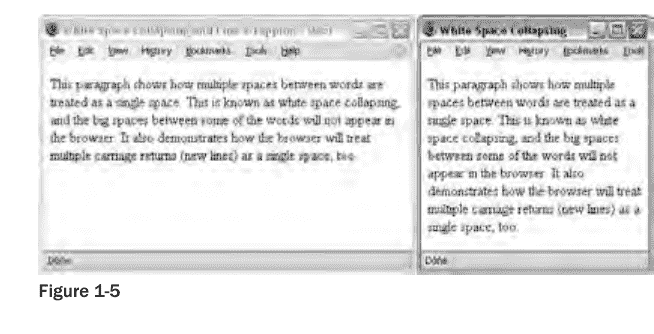 White Space Collapsing
File Edit View History Bookmarks Tools Help
This paragraph shows how multiple spaces between words are
treated as a single space. This is known as white space collapsing,
and the big spaces between some of the words will not appear in
the browser. It also demonstrates how the browser will treat
multiple carriage returns (new lines) as a single space, too.
Done
White Space Collapsing
File Edit View History Bookmarks Tools
This paragraph shows how multiple
spaces between words are treated as a
single space. This is known as white
space collapsing, and the big spaces
between some of the words will not
appear in the browser. It also
demonstrates how the browser will treat
multiple carriage returns (new lines) as a
single space, too.
Done
Figure 1-5